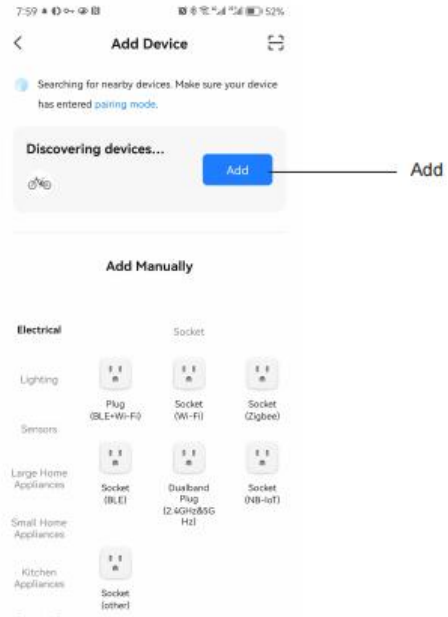 7:59
52%
Add Device
Searching for nearby devices. Make sure your device
has entered pairing mode.
Discovering devices...
Add
Add
Add Manually
Electrical
Socket
Lighting
Plug
(BLE+Wi-Fi)
Socket
(Wi-Fi)
Socket
(Zigbee)
Sensors
Large Home
Appliances
Socket
(BLE)
Dualband
Plug
(2.4GHz&5G
Hz)
Socket
(NB-IoT)
Small Home
Appliances
Kitchen
Appliances
Socket
(other)